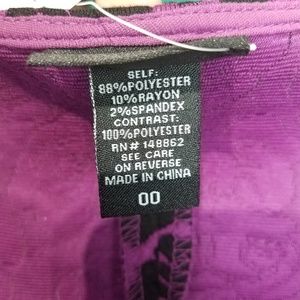 SELF:
88%POLYESTER
10%RAYON
2%SPANDEX
CONTRAST:
100%POLYESTER
RN# 148862
SEE CARE
ON REVERSE
MADE IN CHINA
00